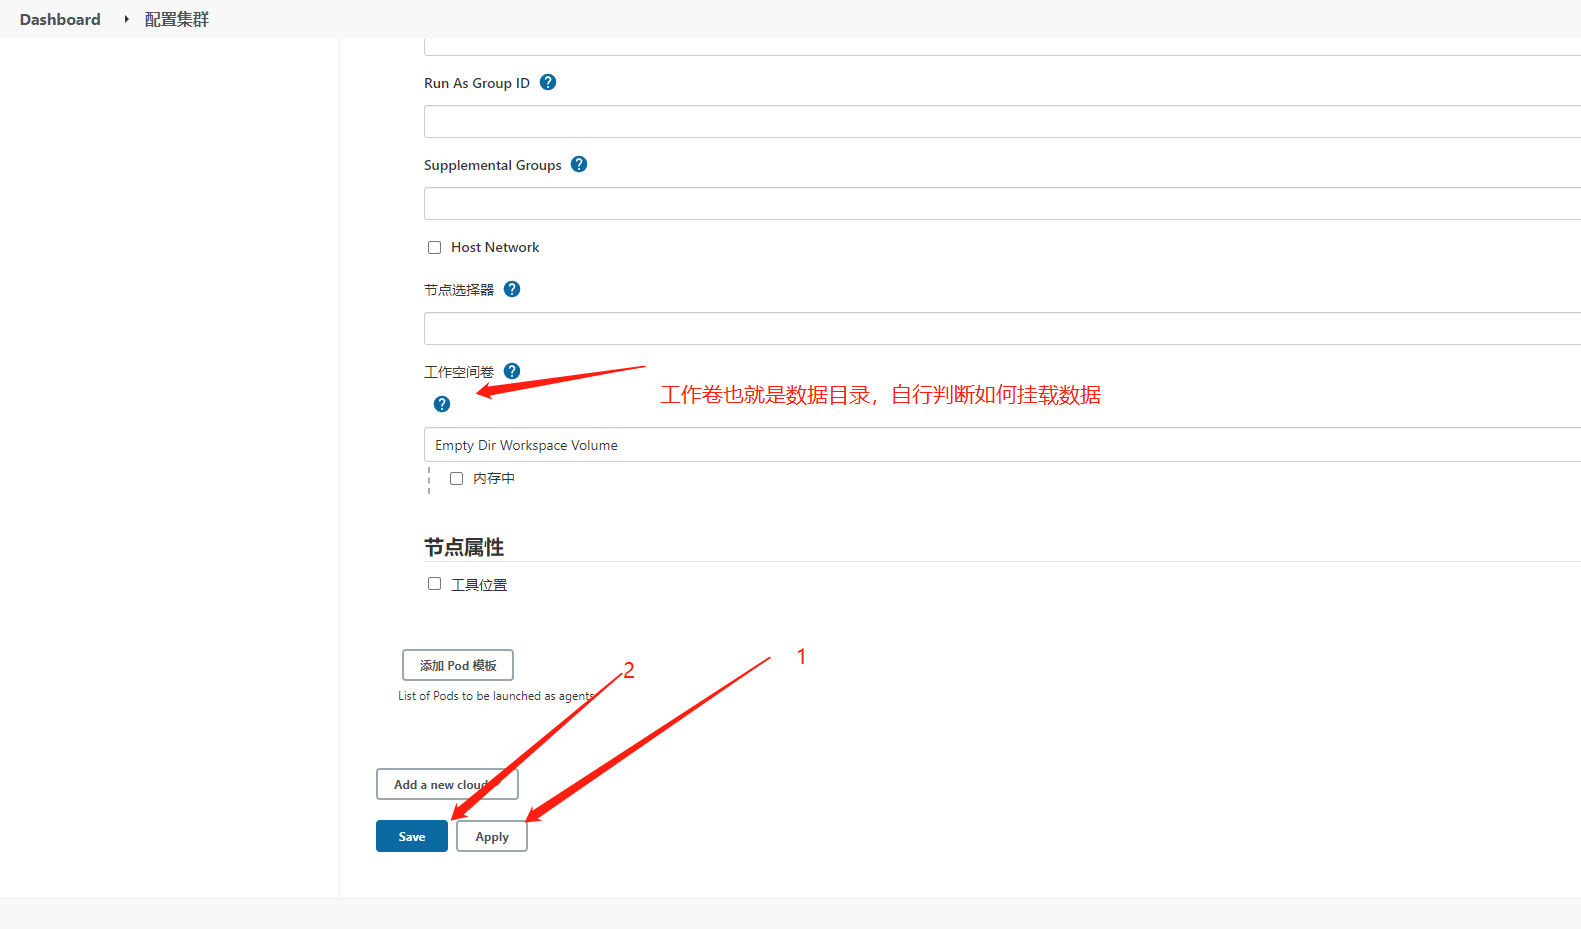 Dashboard 配置集群
Run As Group ID ?
Supplemental Groups ?
Host Network
节点选择器 ?
工作空间卷 ?
工作卷也就是数据目录，自行判断如何挂载数据
?
Empty Dir Workspace Volume
内存中
节点属性
工具位置
1
2
添加 Pod 模板
List of Pods to be launched as agents
Add a new cloud
Save Apply